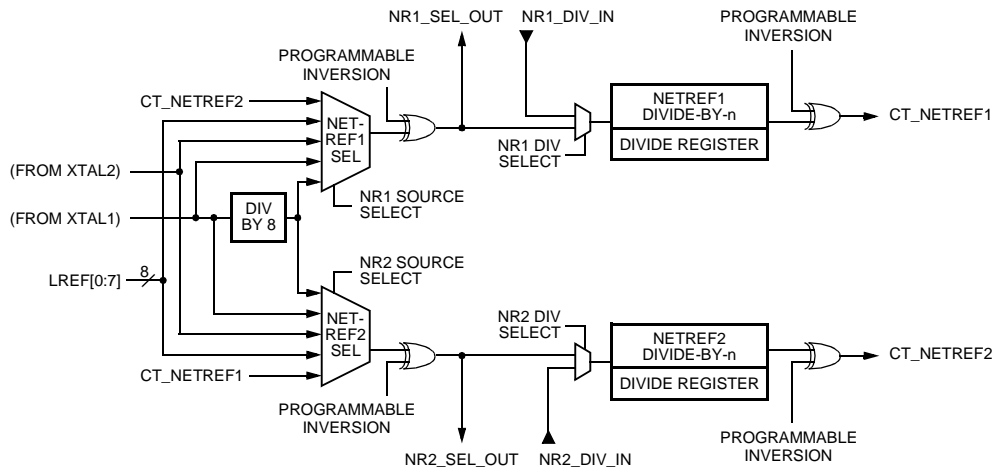 NR1_SEL_OUT
NR1_DIV_IN
PROGRAMMABLE
INVERSION
PROGRAMMABLE
INVERSION
CT_NETREF2
NET-
REF1
SEL
NETREF1
DIVIDE-BY-n
DIVIDE REGISTER
CT_NETREF1
NR1 DIV
SELECT
(FROM XTAL2)
NR1 SOURCE
SELECT
(FROM XTAL1)
DIV
BY 8
LREF[0:7]
8
NR2 SOURCE
SELECT
NET-
REF2
SEL
NR2 DIV
SELECT
NETREF2
DIVIDE-BY-n
DIVIDE REGISTER
CT_NETREF2
CT_NETREF1
PROGRAMMABLE
INVERSION
PROGRAMMABLE
INVERSION
NR2_SEL_OUT
NR2_DIV_IN